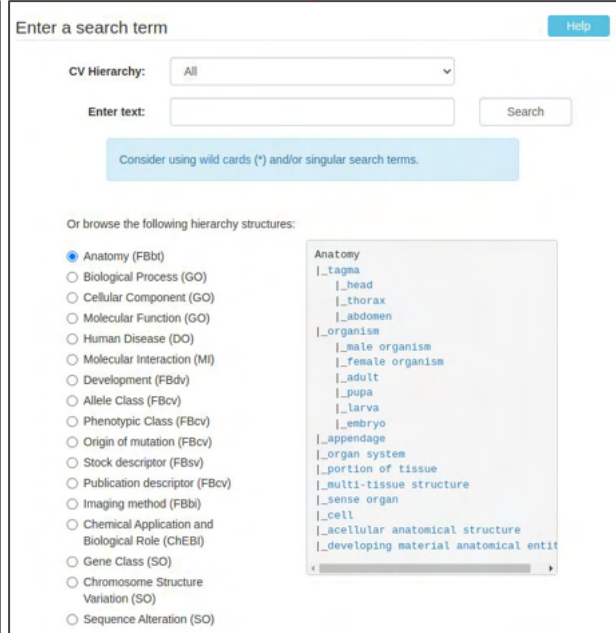 Enter a search term
Help
CV Hierarchy:
All
Enter text:
Search
Consider using wild cards (*) and/or singular search terms.
Or browse the following hierarchy structures:
Anatomy (FBbt)
Biological Process (GO)
Cellular Component (GO)
Molecular Function (GO)
Human Disease (DO)
Molecular Interaction (MI)
Development (FBdv)
Allele Class (FBcv)
Phenotypic Class (FBcv)
Origin of mutation (FBcv)
Stock descriptor (FBsv)
Publication descriptor (FBcv)
Imaging method (FBbi)
Chemical Application and
Biological Role (ChEBI)
Gene Class (SO)
Chromosome Structure
Variation (SO)
Sequence Alteration (SO)
Anatomy
|_tagma
|_head
|_thorax
|_abdomen
|_organism
|_male organism
|_female organism
|_adult
|_pupa
|_larva
|_embryo
|_appendage
|_organ system
|_portion of tissue
|_multi-tissue structure
|_sense organ
|_cell
|_acellular anatomical structure
|_developing material anatomical entit